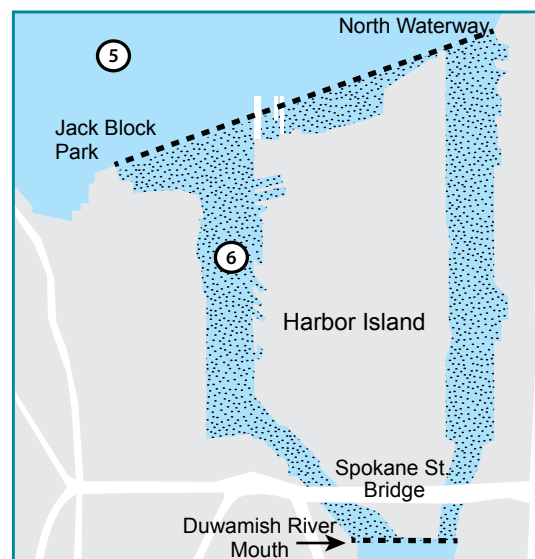 North Waterway
5
Jack Block
Park
6
Harbor Island
Spokane St.
Bridge
Duwamish River
Mouth